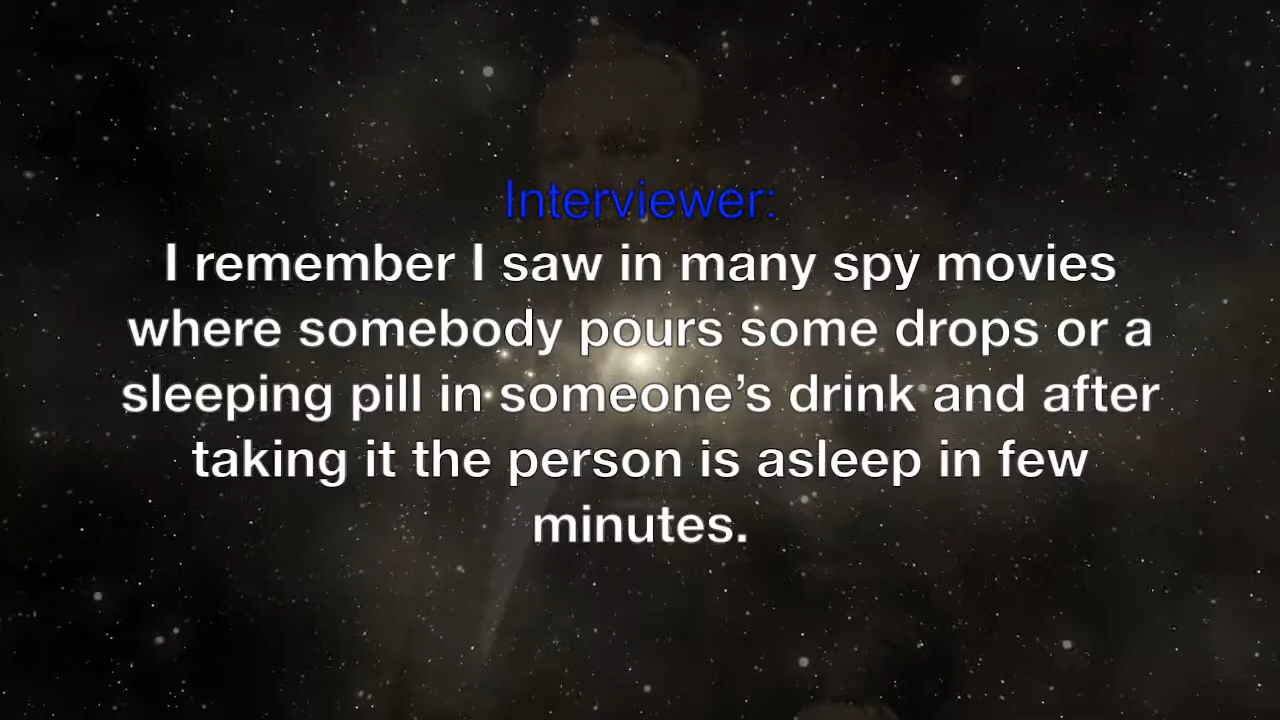 Interviewer:
I remember I saw in many spy movies
where somebody pours some drops or a
sleeping pill in someone’s drink and after
taking it the person is asleep in few
minutes.